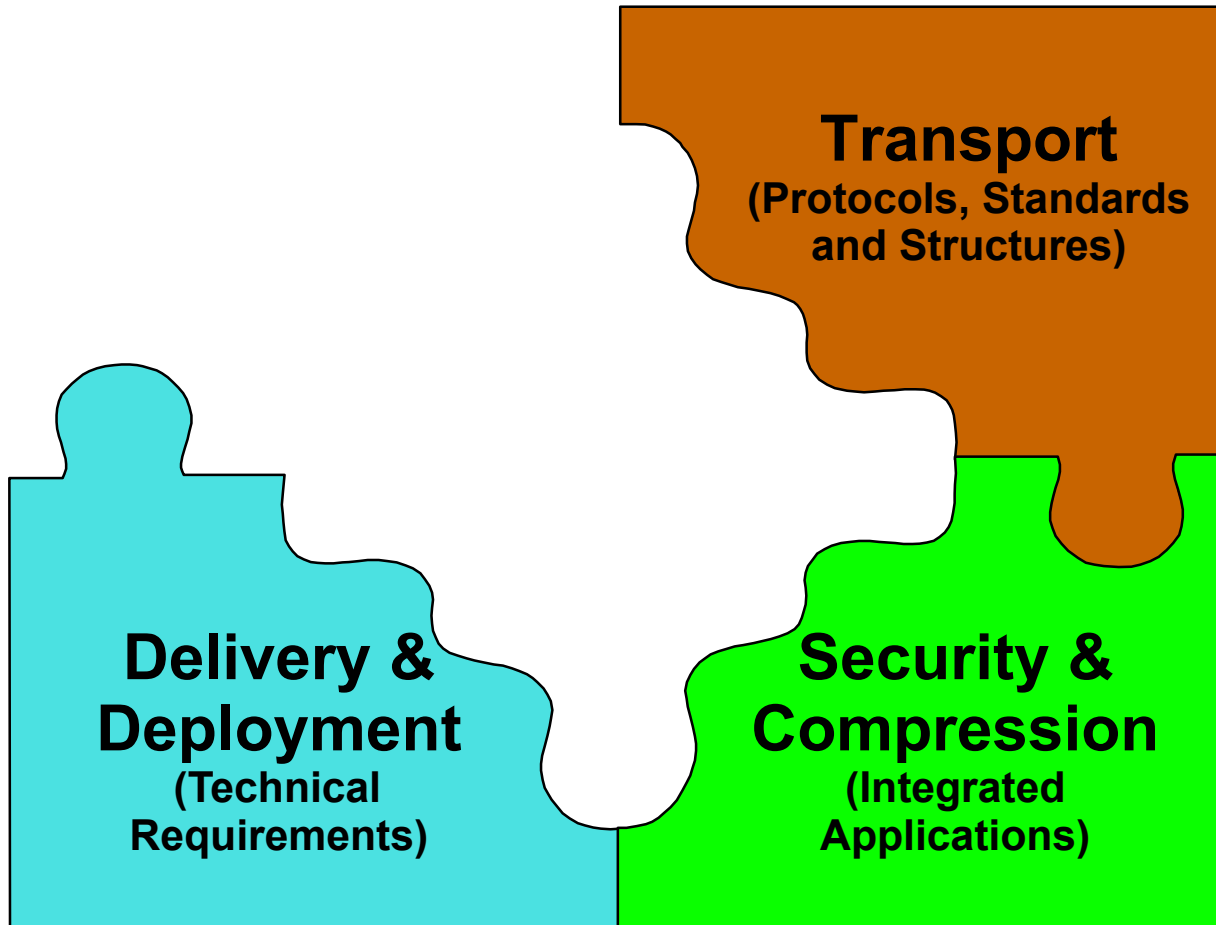 Transport
(Protocols, Standards
and Structures)
Delivery &
Deployment
(Technical
Requirements)
Security &
Compression
(Integrated
Applications)